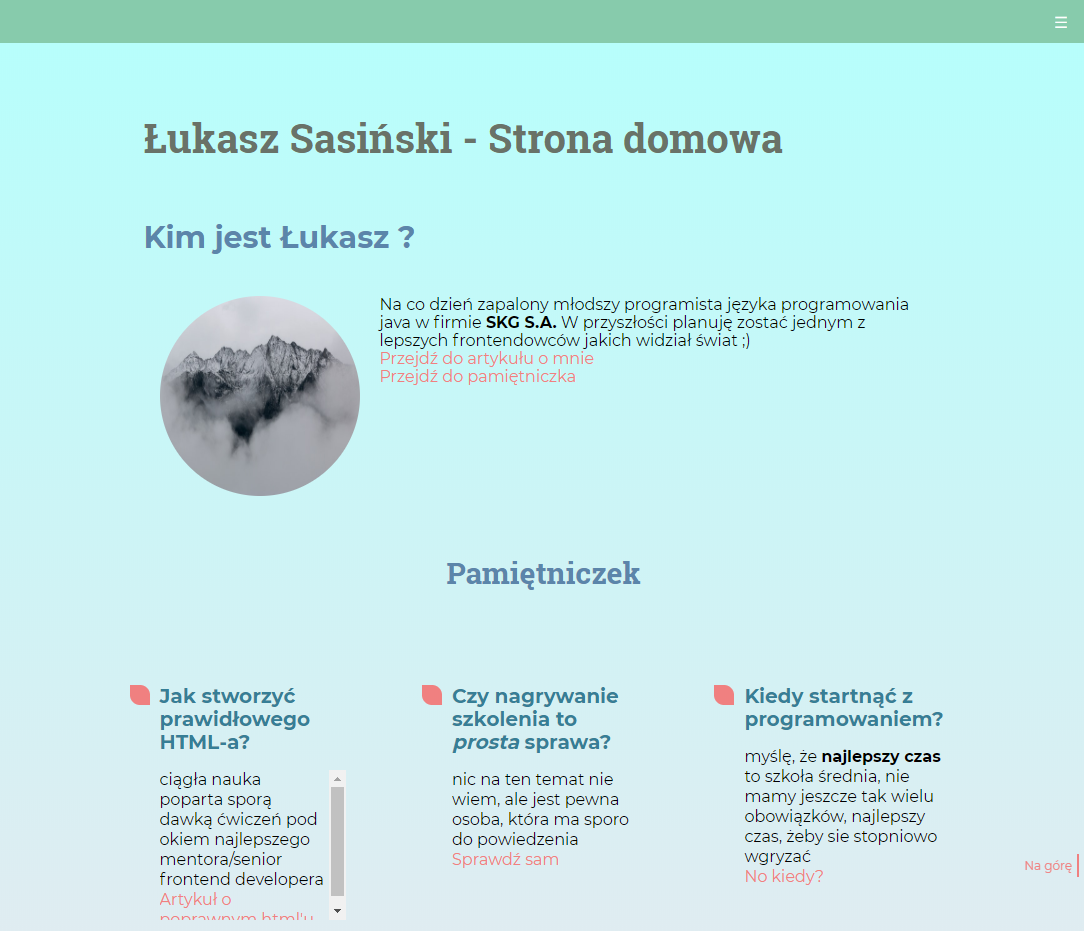 ☰
Łukasz Sasiński - Strona domowa
Kim jest Łukasz ?
Na co dzień zapalony młodszy programista języka programowania
java w firmie SKG S.A. W przyszłości planuję zostać jednym z
lepszych frontendowców jakich widział świat ;)
Przejdź do artykułu o mnie
Przejdź do pamiętniczka
Pamiętniczek
Jak stworzyć
prawidłowego
HTML-a?
ciągła nauka
poparta sporą
dawką ćwiczeń pod
okiem najlepszego
mentora/senior
frontend developera
Artykuł o
poprawnym html'u
Czy nagrywanie
szkolenia to
prosta sprawa?
nic na ten temat nie
wiem, ale jest pewna
osoba, która ma sporo
do powiedzenia
Sprawdź sam
Kiedy startnąć z
programowaniem?
myślę, że najlepszy czas
to szkoła średnia, nie
mamy jeszcze tak wielu
obowiązków, najlepszy
czas, żeby sie stopniowo
wgryzać
No kiedy?
Na górę